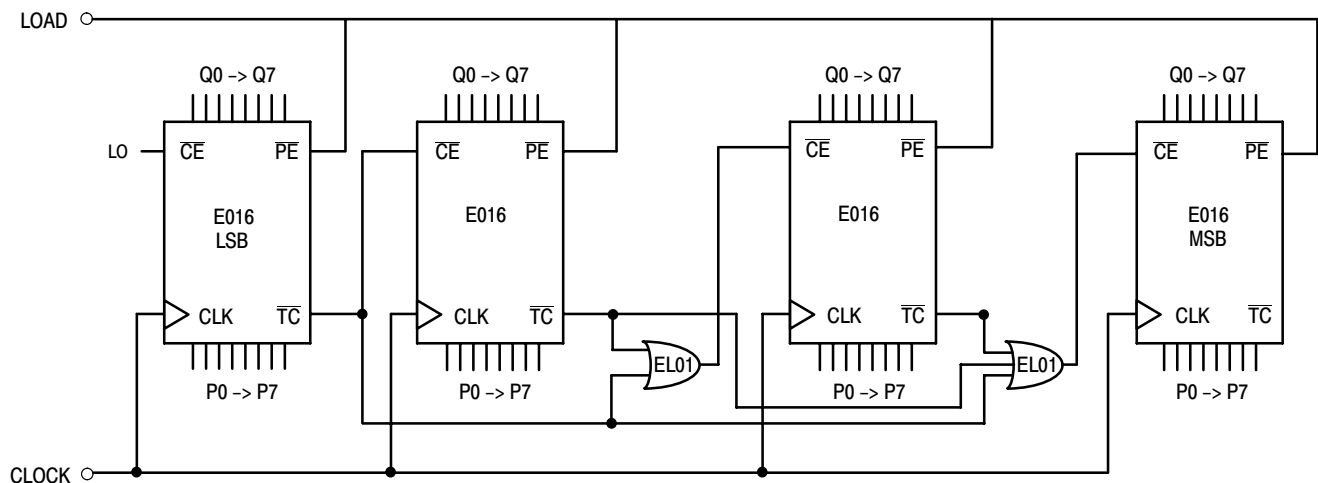 LOAD
Q0 –> Q7
Q0 –> Q7
Q0 –> Q7
Q0 –> Q7
LO
CE PE
CE PE
CE PE
CE PE
E016
LSB
E016
E016
E016
MSB
CLK TC
CLK TC
CLK TC
CLK TC
EL01
EL01
P0 –> P7
P0 –> P7
P0 –> P7
P0 –> P7
CLOCK